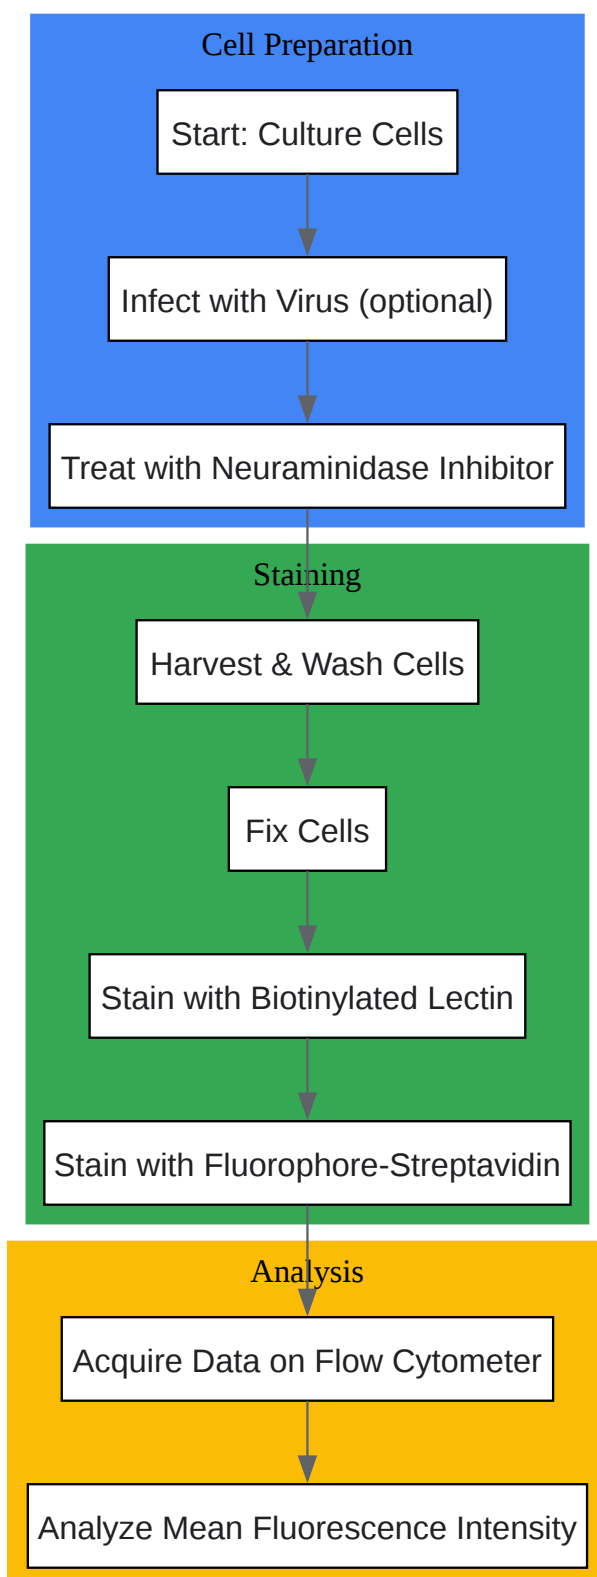 Cell Preparation
Start: Culture Cells
Infect with Virus (optional)
Treat with Neuraminidase Inhibitor
Staining
Harvest & Wash Cells
Fix Cells
Stain with Biotinylated Lectin
Stain with Fluorophore-Streptavidin
Analysis
Acquire Data on Flow Cytometer
Analyze Mean Fluorescence Intensity